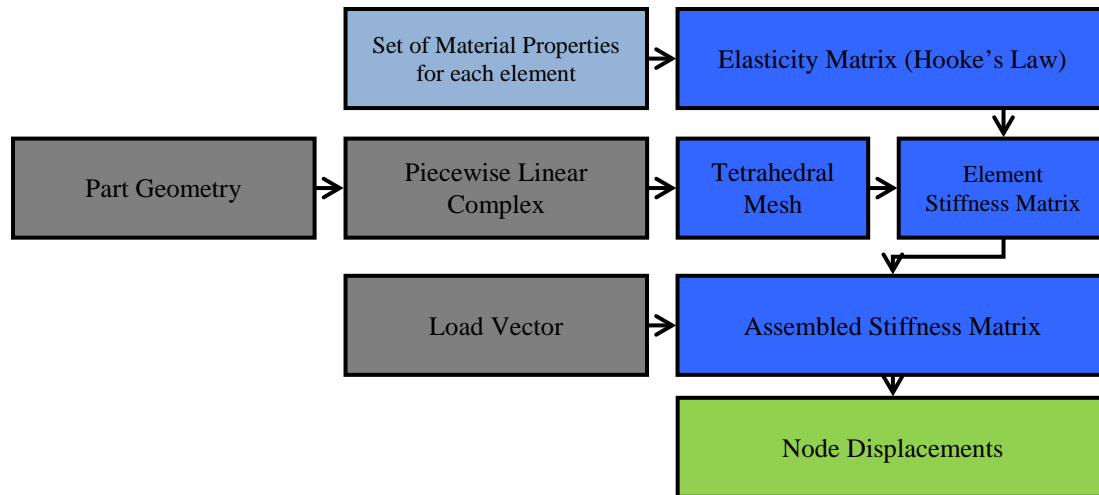 Set of Material Properties
for each element
Elasticity Matrix (Hooke’s Law)
Part Geometry
Piecewise Linear
Complex
Tetrahedral
Mesh
Element
Stiffness Matrix
Load Vector
Assembled Stiffness Matrix
Node Displacements